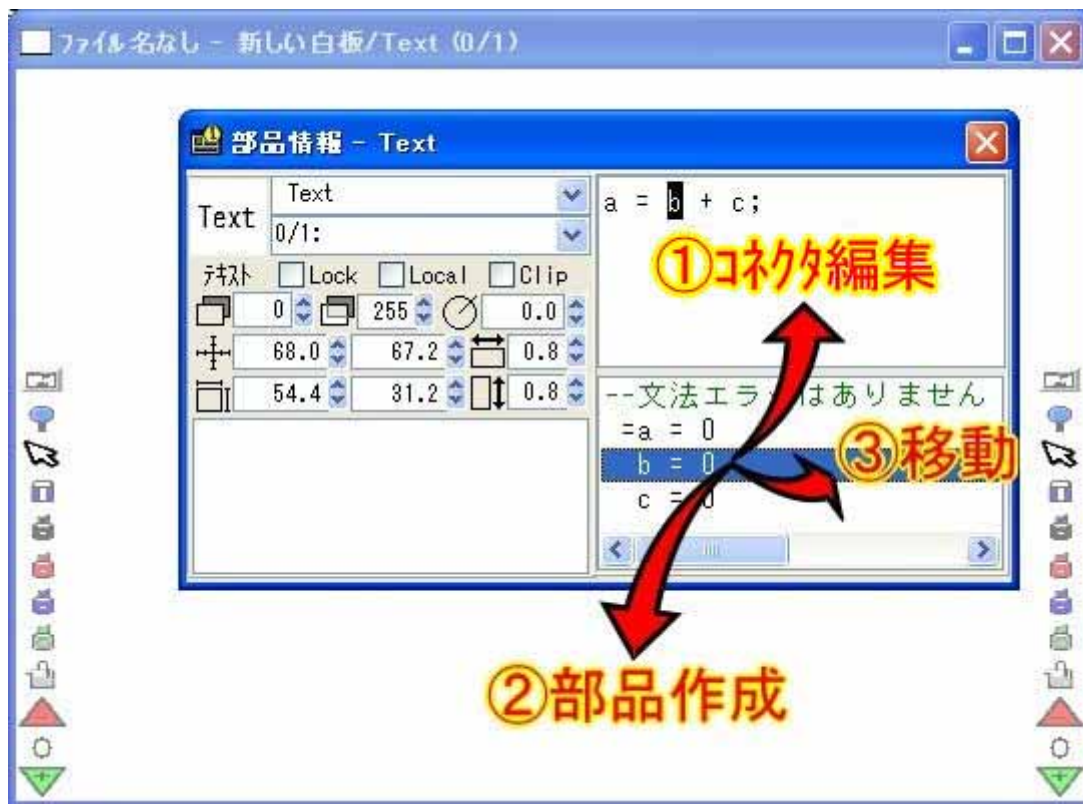 ファイル名なし - 新しい白板/Text (0/1)
部品情報 - Text
Text
Text
0/1:
テキスト Lock Local Clip
0 255 0.0
68.0 67.2 0.8
54.4 31.2 0.8
a = b + c;
①コネクタ編集
--文法エラ はありません
=a = 0
b = 0
③移動
c = 0
②部品作成
0
0